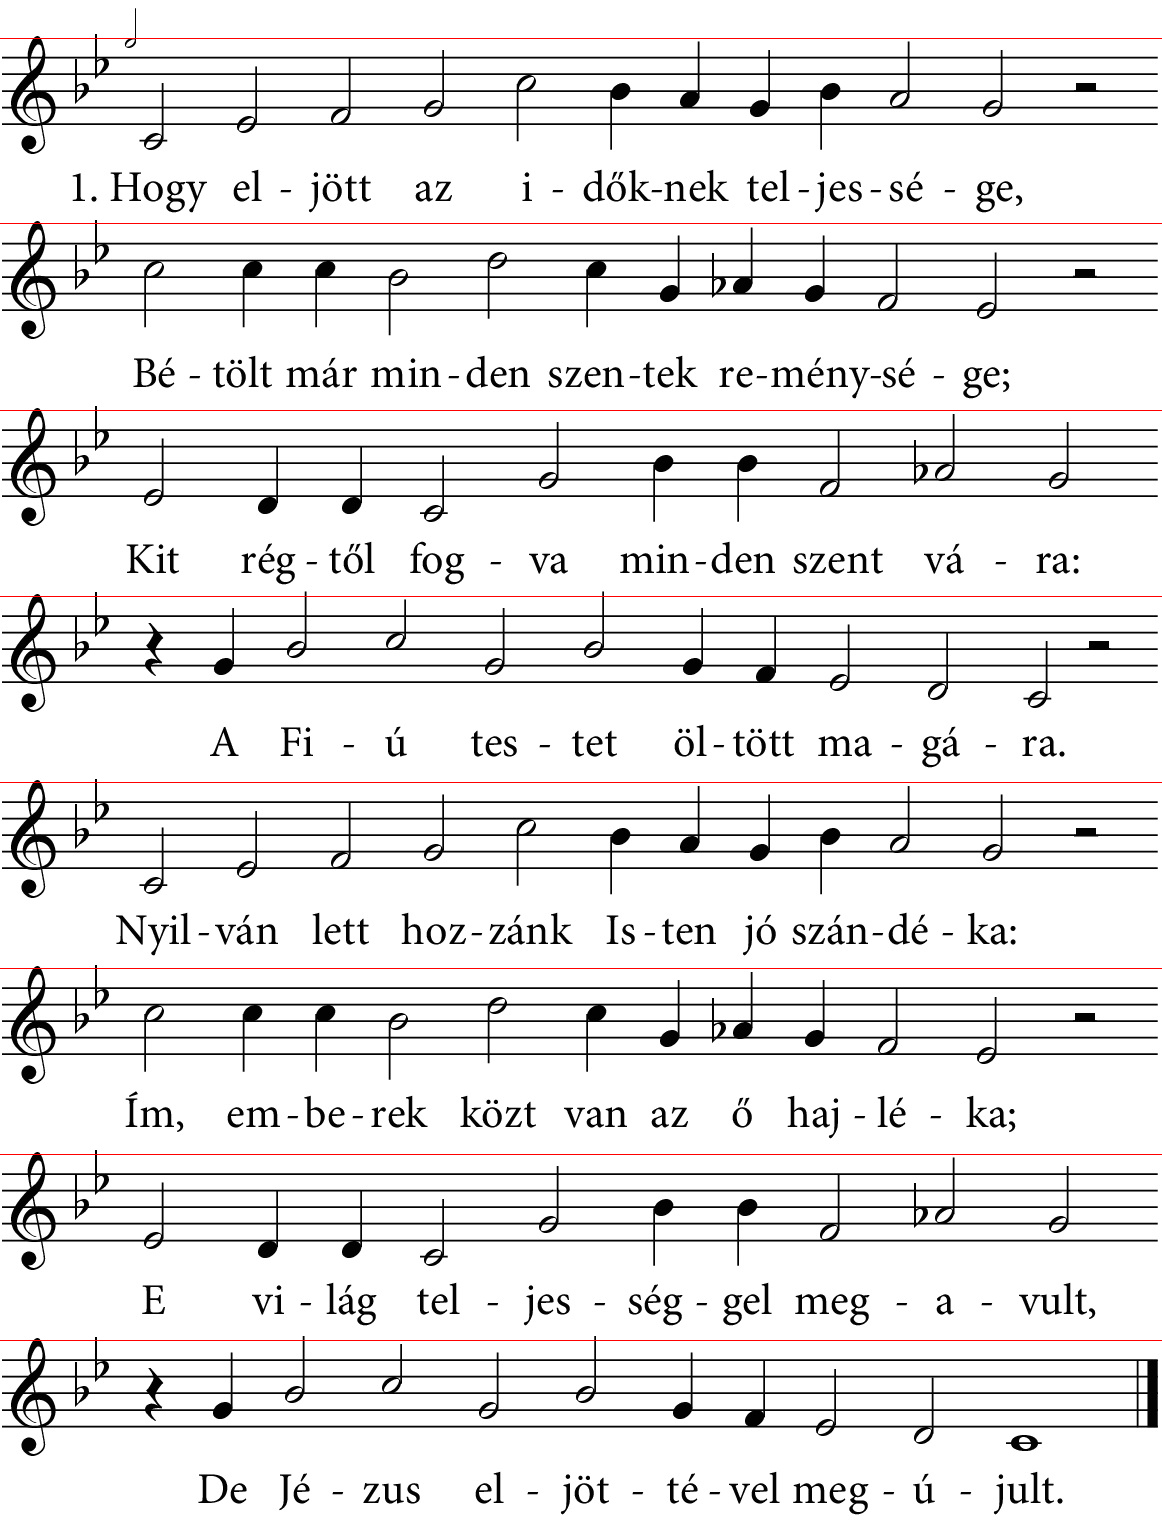 1. Hogy el - jött az i - dők-nek tel-jes-sé - ge,
Bé - tölt már min-den szen-tek re-mény-sé - ge;
Kit rég-től fog - va min-den szent vá - ra:
A Fi - ú tes - tet öl-tött ma - gá - ra.
Nyil-ván lett hoz-zánk Is-ten jó szán-dé - ka:
Ím, em-be-rek közt van az ő haj-lé - ka;
E vi-lág tel - jes - ség-gel meg - a - vult,
De Jé - zus el - jöt - té-vel meg-ú - jult.